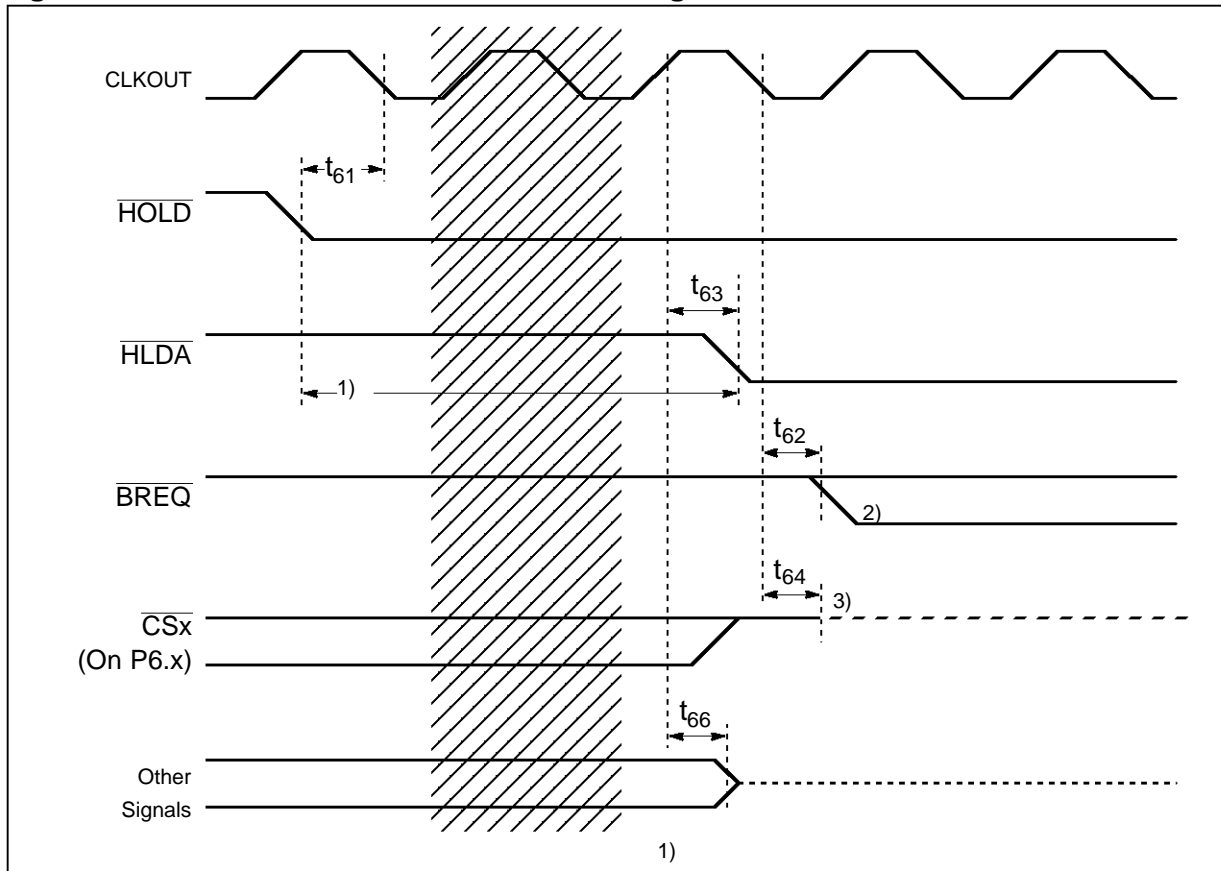 CLKOUT
t61
HOLD
t63
HLDA
1)
t62
BREQ
2)
t64
3)
CSx
(On P6.x)
t66
Other
Signals
1)